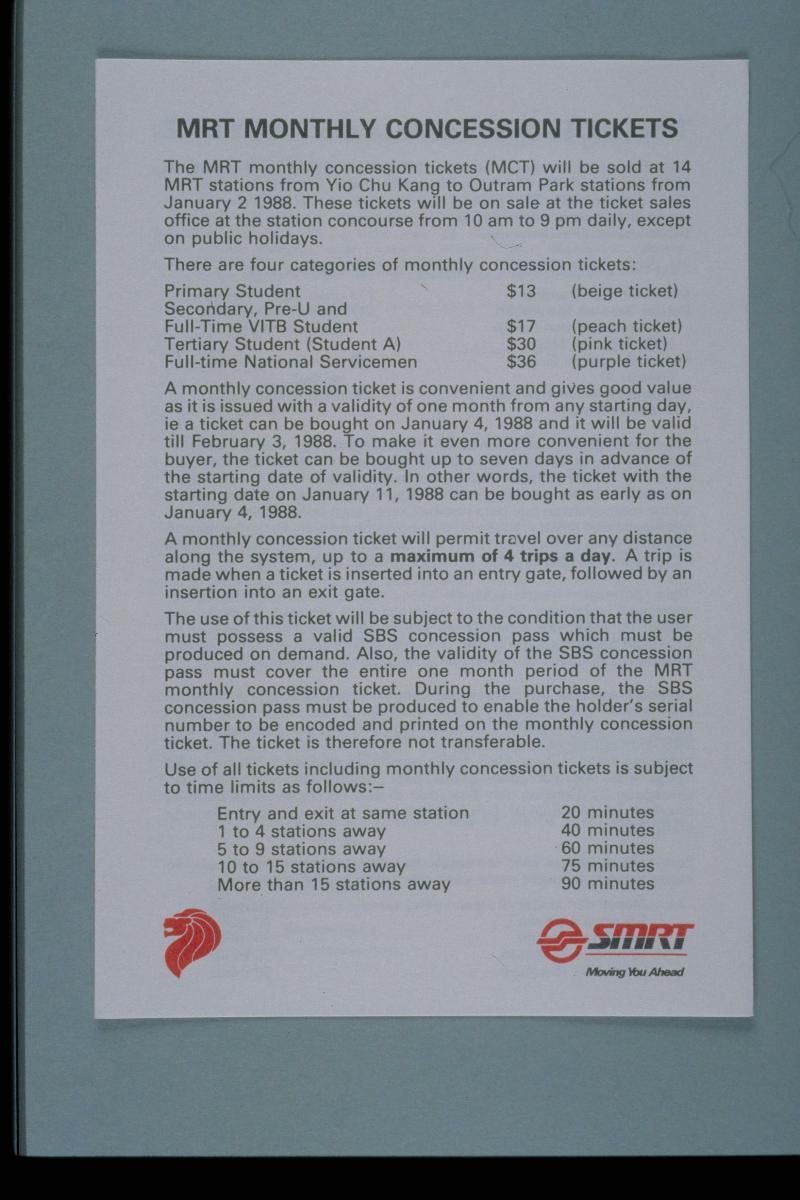 MRT MONTHLY CONCESSION TICKETS
The MRT monthly concession tickets (MCT) will be sold at 14
MRT stations from Yio Chu Kang to Outram Park stations from
January 2 1988. These tickets will be on sale at the ticket sales
office at the station concourse from 10 am to 9 pm daily, except
on public holidays.
There are four categories of monthly concession tickets:
Primary Student $13 (beige ticket)
Secondary, Pre-U and
Full-Time VITB Student $17 (peach ticket)
Tertiary Student (Student A) $30 (pink ticket)
Full-time National Servicemen $36 (purple ticket)
A monthly concession ticket is convenient and gives good value
as it is issued with a validity of one month from any starting day,
ie a ticket can be bought on January 4, 1988 and it will be valid
till February 3, 1988. To make it even more convenient for the
buyer, the ticket can be bought up to seven days in advance of
the starting date of validity. In other words, the ticket with the
starting date on January 11, 1988 can be bought as early as on
January 4, 1988.
A monthly concession ticket will permit travel over any distance
along the system, up to a maximum of 4 trips a day. A trip is
made when a ticket is inserted into an entry gate, followed by an
insertion into an exit gate.
The use of this ticket will be subject to the condition that the user
must possess a valid SBS concession pass which must be
produced on demand. Also, the validity of the SBS concession
pass must cover the entire one month period of the MRT
monthly concession ticket. During the purchase, the SBS
concession pass must be produced to enable the holder's serial
number to be encoded and printed on the monthly concession
ticket. The ticket is therefore not transferable.
Use of all tickets including monthly concession tickets is subject
to time limits as follows:–
Entry and exit at same station 20 minutes
1 to 4 stations away 40 minutes
5 to 9 stations away 60 minutes
10 to 15 stations away 75 minutes
More than 15 stations away 90 minutes
SMRT
Moving You Ahead